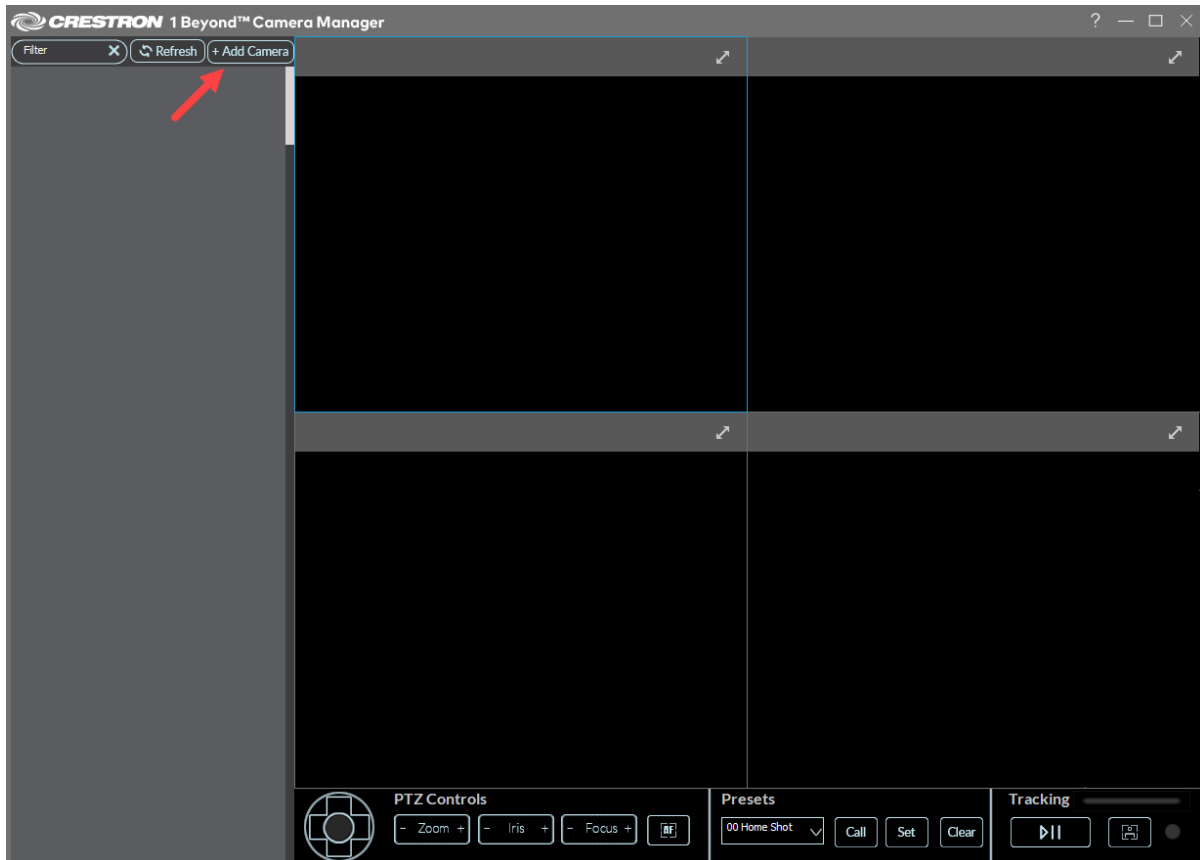 CRESTRON 1 Beyond™ Camera Manager ?
Filter Refresh + Add Camera
PTZ Controls
- Zoom + - Iris + - Focus + AF
Presets
00 Home Shot Call Set Clear
Tracking